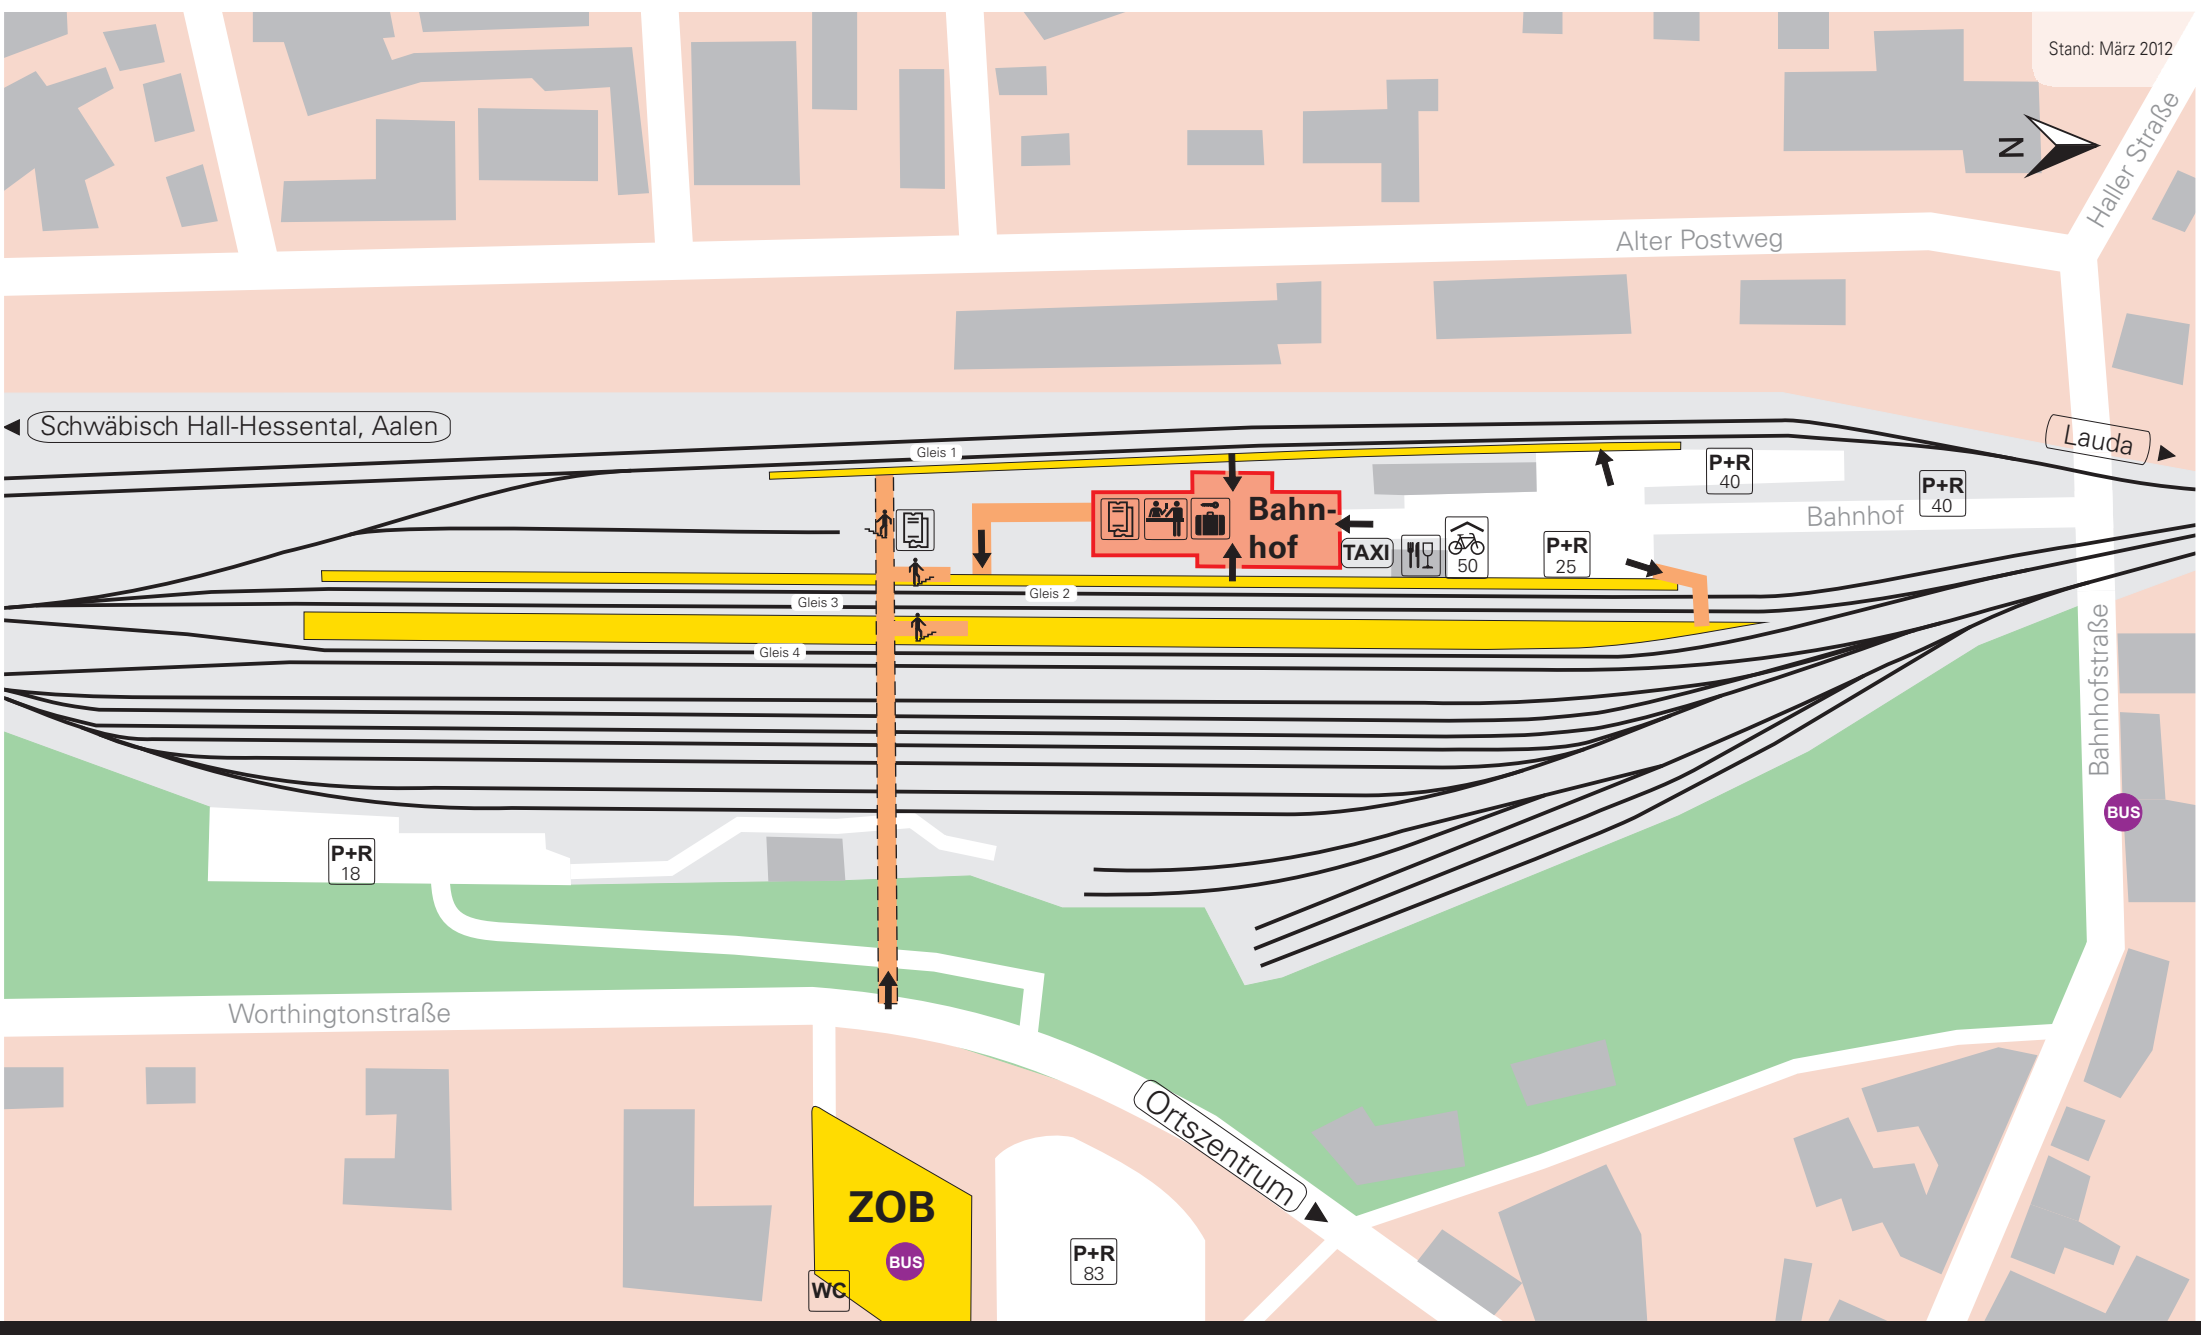 Stand: März 2012
N
Haller Straße
Alter Postweg
Schwäbisch Hall-Hessental, Aalen
Lauda
Gleis 1
P+R
40
P+R
40
Bahnhof
Bahn-
hof
TAXI
50
P+R
25
Gleis 2
Gleis 3
Gleis 4
Bahnhofstraße
BUS
P+R
18
Worthingtonstraße
Ortszentrum
ZOB
BUS
WC
P+R
83